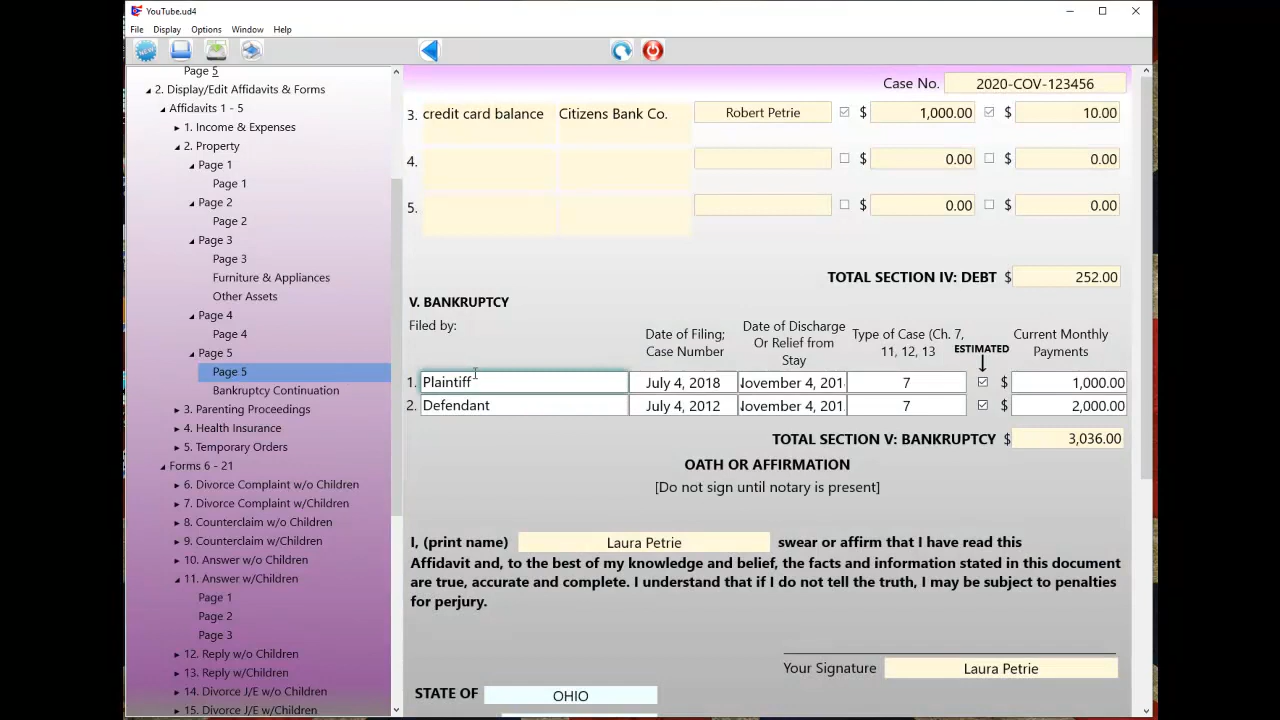 YouTube.ud4
File Display Options Window Help
NEW
Page 5
2. Display/Edit Affidavits & Forms
Affidavits 1 - 5
1. Income & Expenses
2. Property
Page 1
Page 1
Page 2
Page 2
Page 3
Page 3
Furniture & Appliances
Other Assets
Page 4
Page 4
Page 5
Page 5
Bankruptcy Continuation
3. Parenting Proceedings
4. Health Insurance
5. Temporary Orders
Forms 6 - 21
6. Divorce Complaint w/o Children
7. Divorce Complaint w/Children
8. Counterclaim w/o Children
9. Counterclaim w/Children
10. Answer w/o Children
11. Answer w/Children
Page 1
Page 2
Page 3
12. Reply w/o Children
13. Reply w/Children
14. Divorce J/E w/o Children
15. Divorce J/E w/Children
Case No. 2020-COV-123456
3. credit card balance Citizens Bank Co. Robert Petrie $ 1,000.00 $ 10.00
4. $ 0.00 $ 0.00
5. $ 0.00 $ 0.00
TOTAL SECTION IV: DEBT $ 252.00
V. BANKRUPTCY
Filed by:
Date of Filing;
Case Number
Date of Discharge
Or Relief from
Stay
Type of Case (Ch. 7,
11, 12, 13
ESTIMATED
Current Monthly
Payments
1. Plaintiff July 4, 2018 lovember 4, 201 7 $ 1,000.00
2. Defendant July 4, 2012 lovember 4, 201 7 $ 2,000.00
TOTAL SECTION V: BANKRUPTCY $ 3,036.00
OATH OR AFFIRMATION
[Do not sign until notary is present]
I, (print name) Laura Petrie swear or affirm that I have read this
Affidavit and, to the best of my knowledge and belief, the facts and information stated in this document
are true, accurate and complete. I understand that if I do not tell the truth, I may be subject to penalties
for perjury.
Your Signature Laura Petrie
STATE OF OHIO